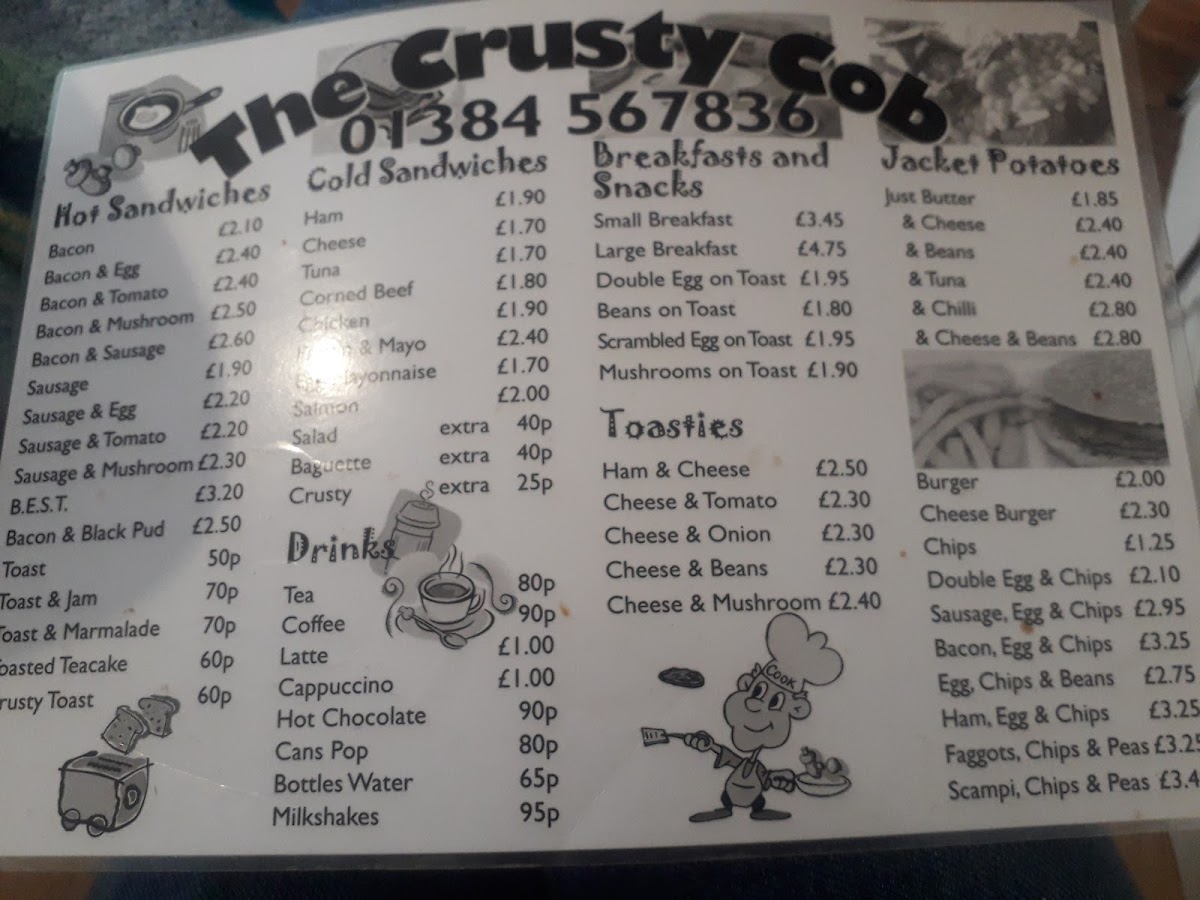 The Crusty Cob
01384 567836
Hot Sandwiches
Bacon £2.10
Bacon & Egg £2.40
Bacon & Tomato £2.40
Bacon & Mushroom £2.50
Bacon & Sausage £2.60
Sausage £1.90
Sausage & Egg £2.20
Sausage & Tomato £2.20
Sausage & Mushroom £2.30
B.E.S.T. £3.20
Bacon & Black Pud £2.50
Toast 50p
Toast & Jam 70p
oast & Marmalade 70p
oasted Teacake 60p
rusty Toast 60p
Cold Sandwiches
Ham £1.90
Cheese £1.70
Tuna £1.70
Corned Beef £1.80
Chicken £1.90
& Mayo £2.40
Egg Mayonnaise £1.70
Salmon £2.00
Salad extra 40p
Baguette extra 40p
Crusty extra 25p
Drinks
Tea 80p
Coffee 90p
Latte £1.00
Cappuccino £1.00
Hot Chocolate 90p
Cans Pop 80p
Bottles Water 65p
Milkshakes 95p
Breakfasts and
Snacks
Small Breakfast £3.45
Large Breakfast £4.75
Double Egg on Toast £1.95
Beans on Toast £1.80
Scrambled Egg on Toast £1.95
Mushrooms on Toast £1.90
Toasties
Ham & Cheese £2.50
Cheese & Tomato £2.30
Cheese & Onion £2.30
Cheese & Beans £2.30
Cheese & Mushroom £2.40
Cook
Jacket Potatoes
Just Butter £1.85
& Cheese £2.40
& Beans £2.40
& Tuna £2.40
& Chilli £2.80
& Cheese & Beans £2.80
Burger £2.00
Cheese Burger £2.30
Chips £1.25
Double Egg & Chips £2.10
Sausage, Egg & Chips £2.95
Bacon, Egg & Chips £3.25
Egg, Chips & Beans £2.75
Ham, Egg & Chips £3.25
Faggots, Chips & Peas £3.25
Scampi, Chips & Peas £3.4